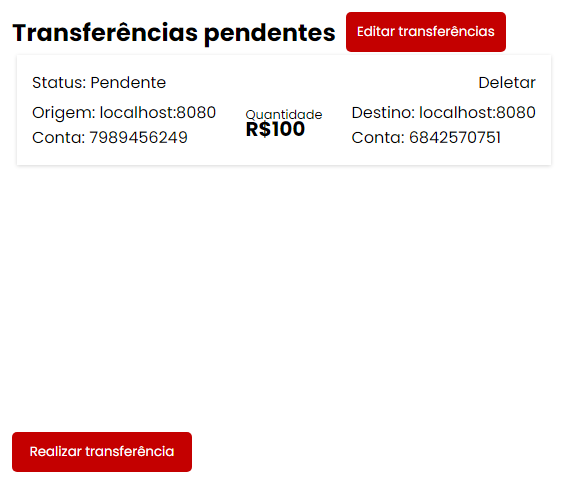 Transferências pendentes Editar transferências
Status: Pendente Deletar
Origem: localhost:8080 Quantidade Destino: localhost:8080
Conta: 7989456249 R$100 Conta: 6842570751
Realizar transferência